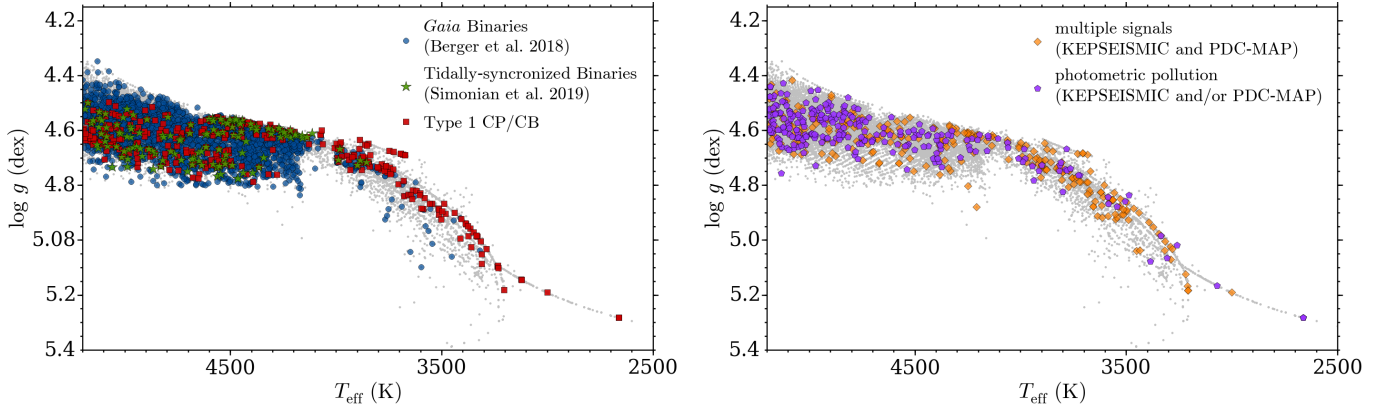 4.2
4.4
4.6
4.8
5.08
5.2
5.4
log g (dex)
4500
3500
2500
T_eff (K)
Gaia Binaries
(Berger et al. 2018)
Tidally-syncronized Binaries
(Simonian et al. 2019)
Type 1 CP/CB
4.2
4.4
4.6
4.8
5.0
5.2
5.4
log g (dex)
4500
3500
2500
T_eff (K)
multiple signals
(KEPSEISMIC and PDC-MAP)
photometric pollution
(KEPSEISMIC and/or PDC-MAP)